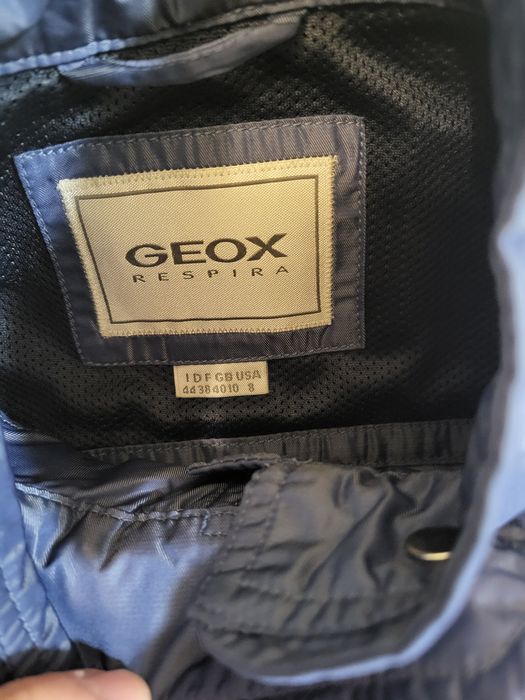 GEOX
RESPIRA
I D F GB USA
44 38 40 10 8